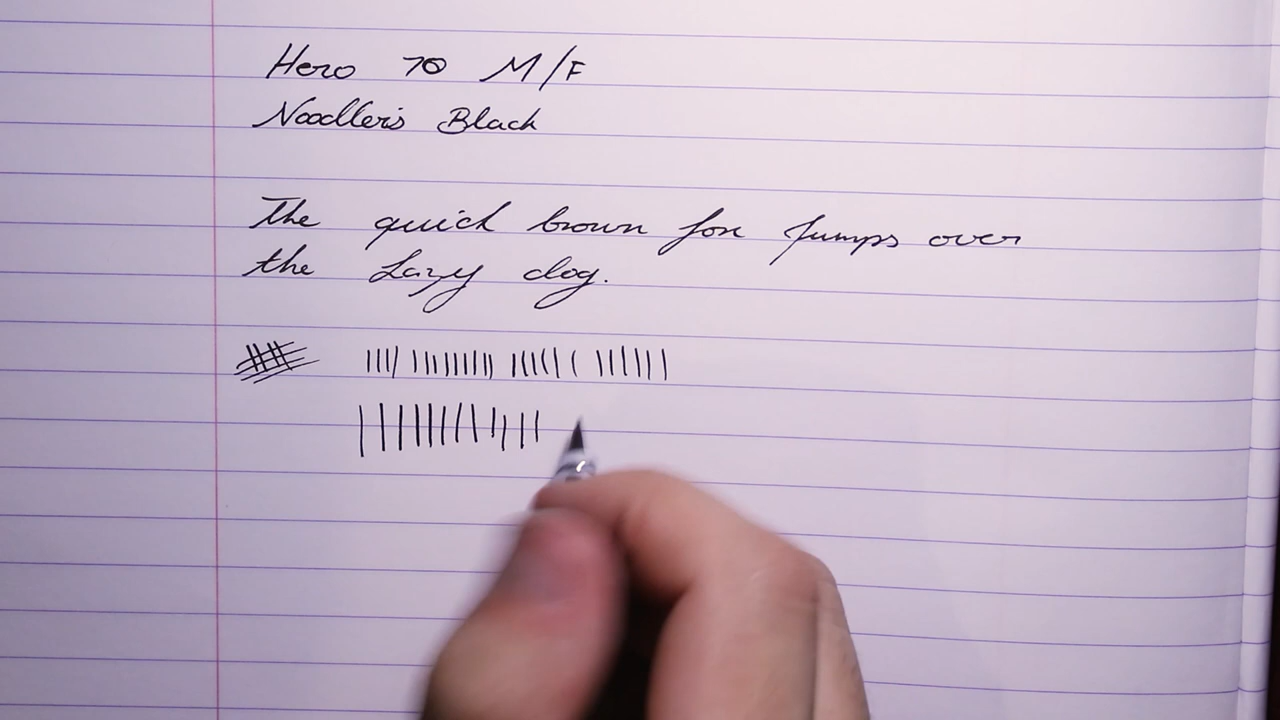 Hero 70 M/F
Noodler's Black
The quick brown fox jumps over
the Lazy dog.